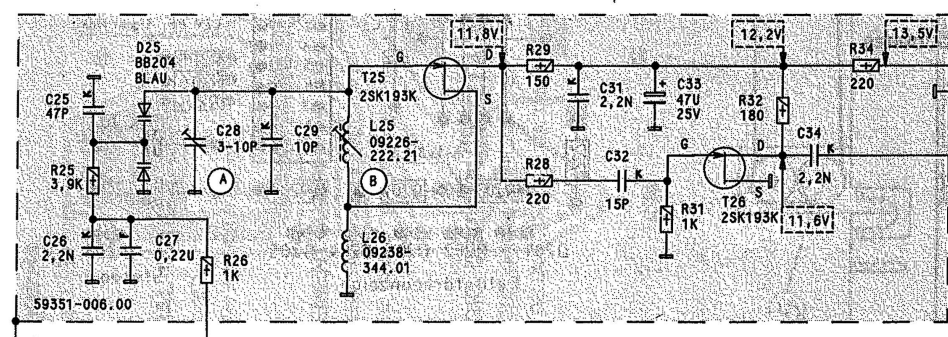 11,8V
12,2V
13,5V
D25
BB204
BLAU
G
D
R29
150
R34
220
T25
2SK193K
S
C25
47P
K
C31
2,2N
K
C33
47U
25V
R32
180
C28
3-10P
C29
10P
K
L25
09226-
222.21
C34
K
2,2N
G
D
R25
3,9K
A
B
R28
220
C32
K
15P
S
T26
2SK193K
R31
1K
11,6V
C26
2,2N
K
C27
0,22U
F
R26
1K
L26
09238-
344.01
59351-006.00